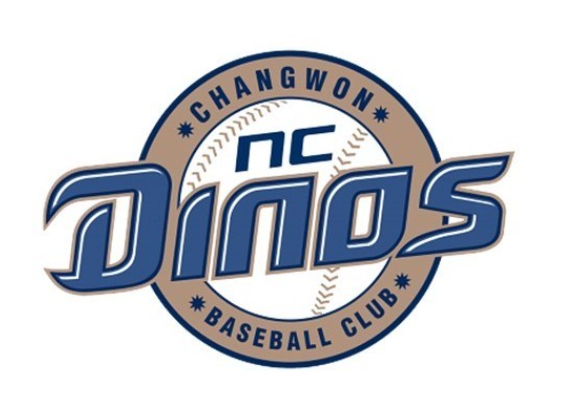 CHANGWON
nc
DINOS
BASEBALL CLUB